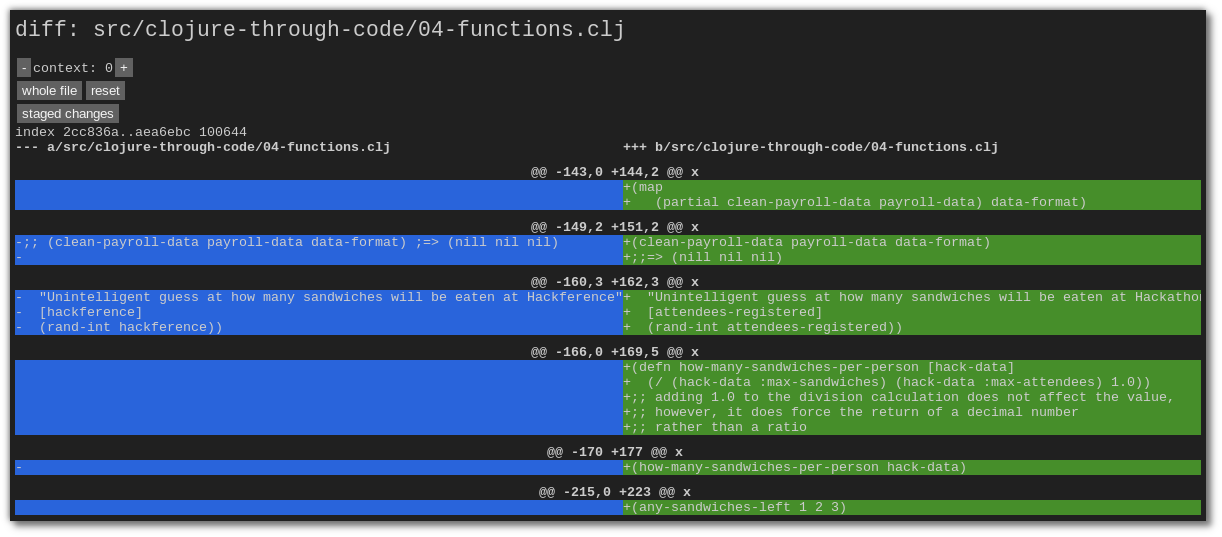 diff: src/clojure-through-code/04-functions.clj
- context: 0 +
whole file reset
staged changes
index 2cc836a..aea6ebc 100644
--- a/src/clojure-through-code/04-functions.clj +++ b/src/clojure-through-code/04-functions.clj
@@ -143,0 +144,2 @@ x
+(map
+   (partial clean-payroll-data payroll-data) data-format)
@@ -149,2 +151,2 @@ x
-;; (clean-payroll-data payroll-data data-format) ;=> (nill nil nil) +(clean-payroll-data payroll-data data-format)
- +;;=> (nill nil nil)
@@ -160,3 +162,3 @@ x
-  "Unintelligent guess at how many sandwiches will be eaten at Hackference" +  "Unintelligent guess at how many sandwiches will be eaten at Hackathon
-  [hackference] +  [attendees-registered]
-  (rand-int hackference)) +  (rand-int attendees-registered))
@@ -166,0 +169,5 @@ x
+(defn how-many-sandwiches-per-person [hack-data]
+  (/ (hack-data :max-sandwiches) (hack-data :max-attendees) 1.0))
+;; adding 1.0 to the division calculation does not affect the value,
+;; however, it does force the return of a decimal number
+;; rather than a ratio
@@ -170 +177 @@ x
- +(how-many-sandwiches-per-person hack-data)
@@ -215,0 +223 @@ x
+(any-sandwiches-left 1 2 3)